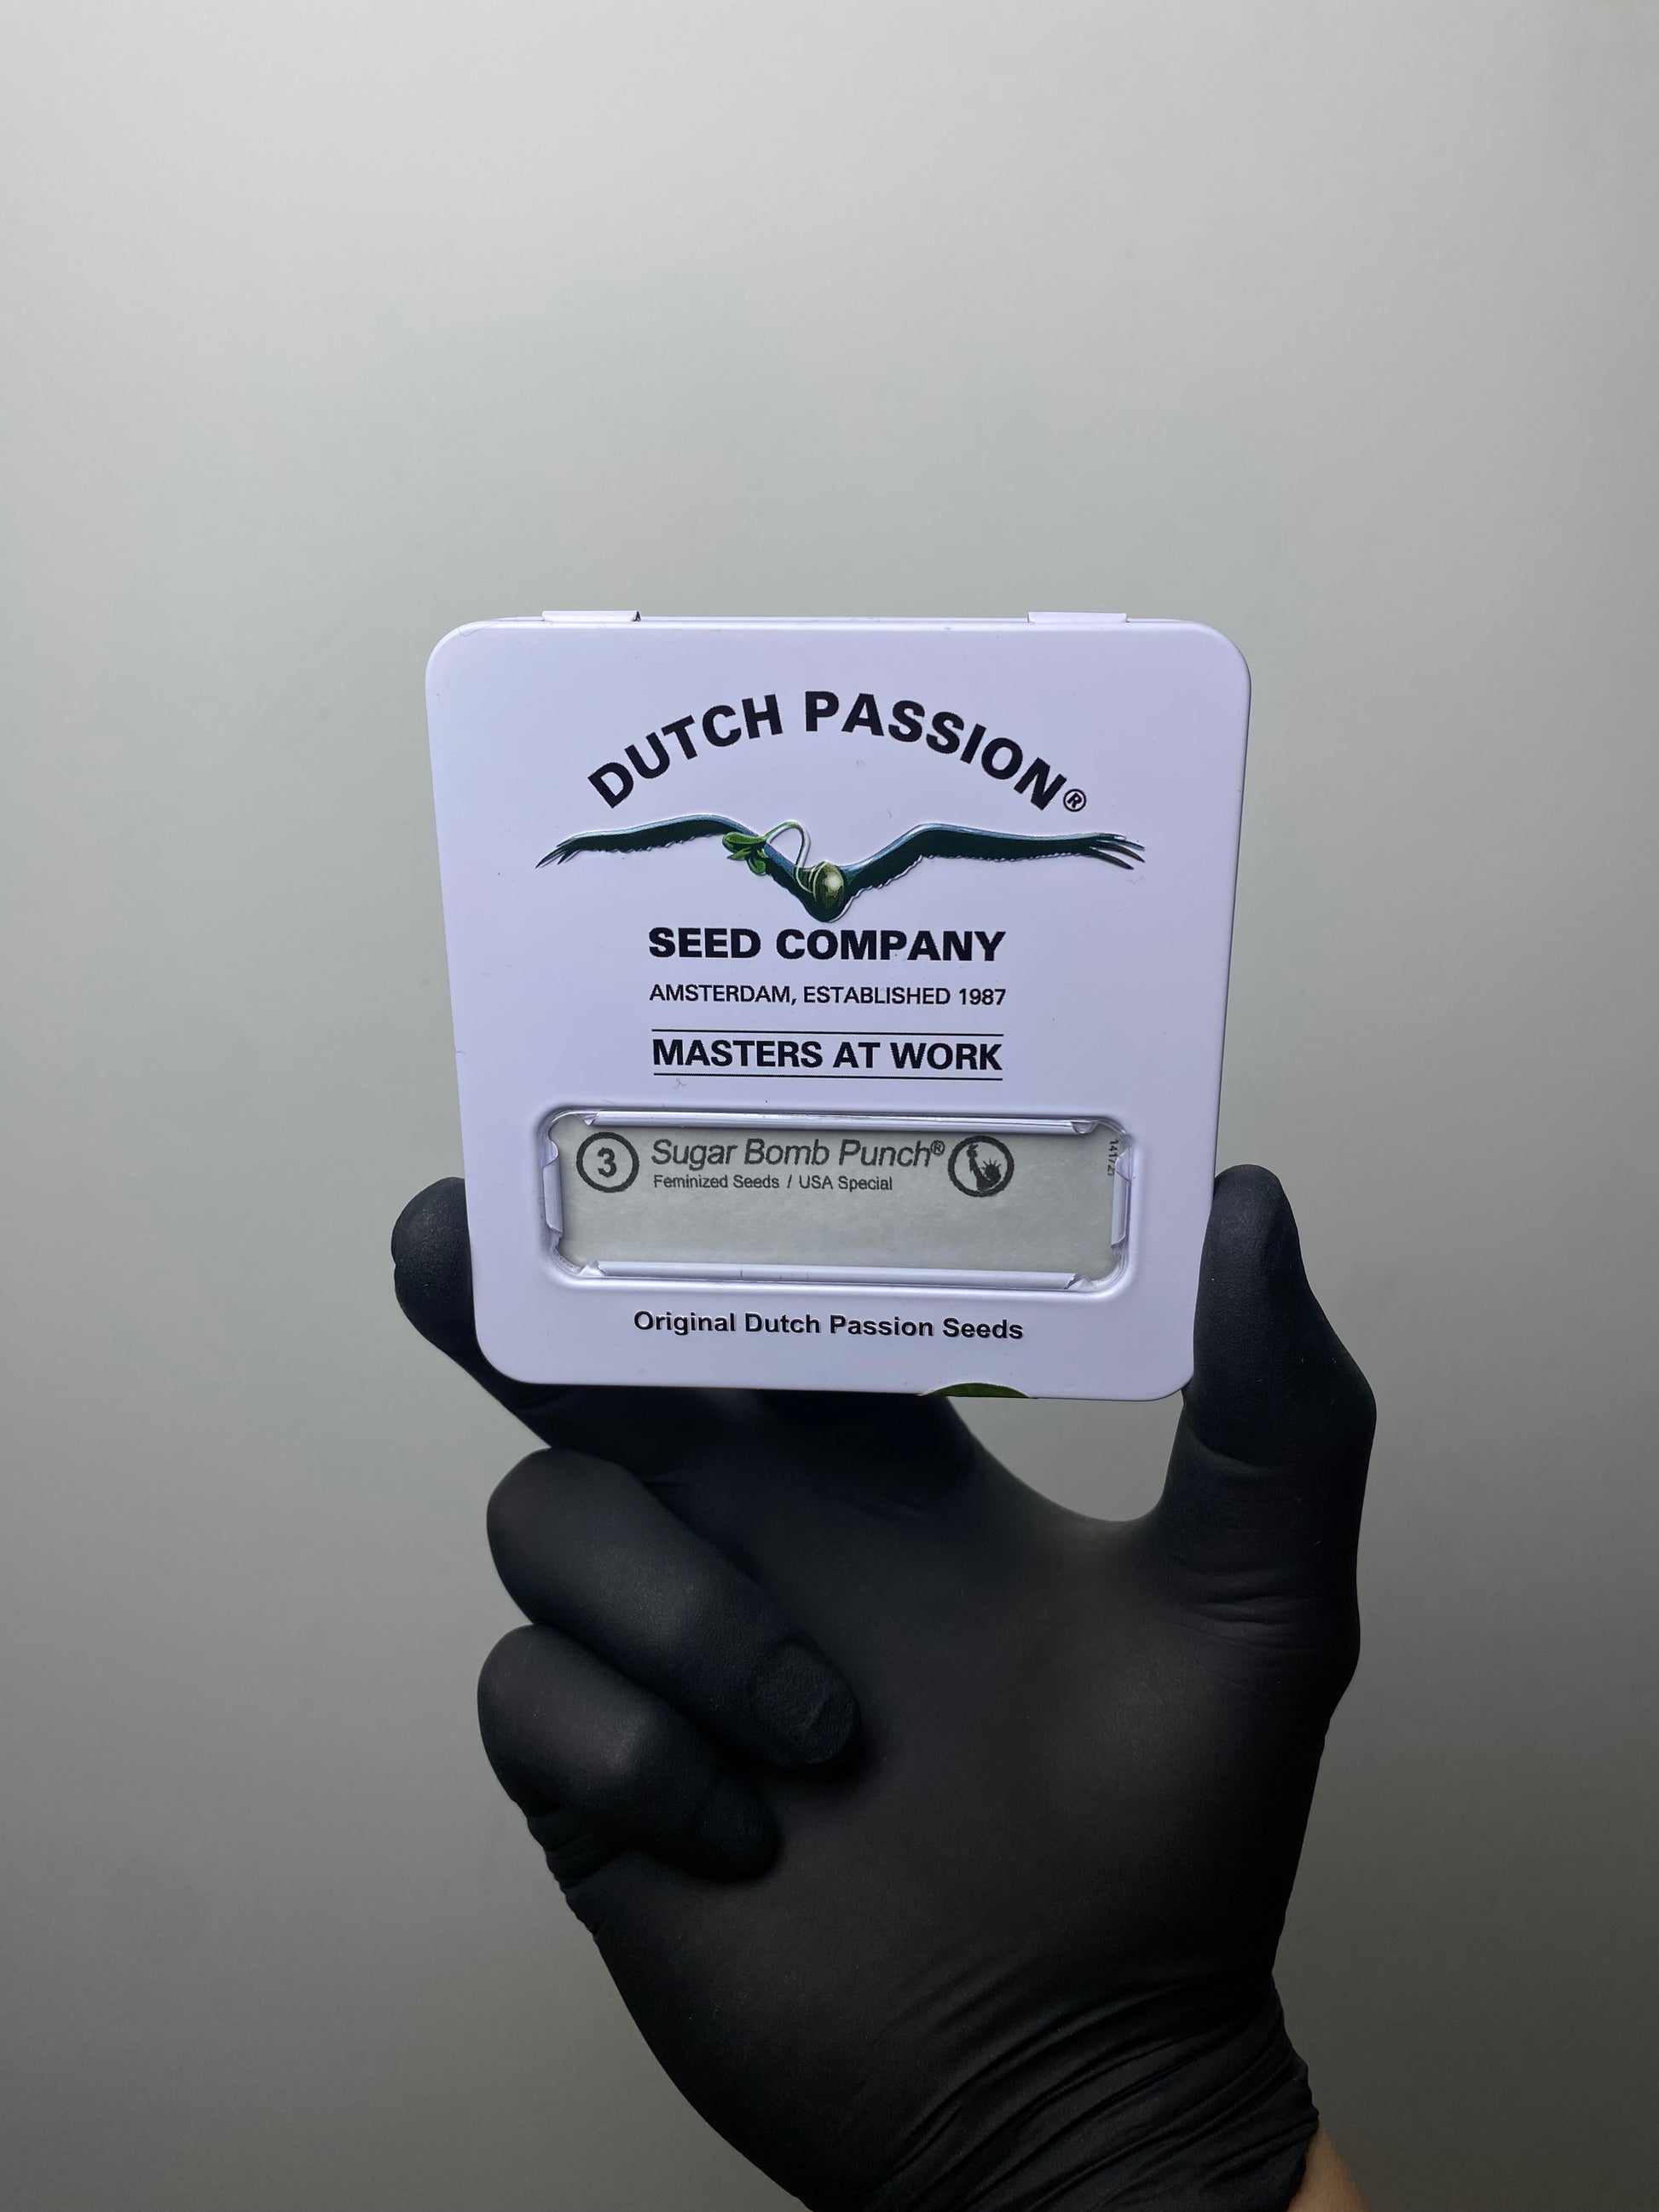 DUTCH PASSION®
SEED COMPANY
AMSTERDAM, ESTABLISHED 1987
MASTERS AT WORK
3 Sugar Bomb Punch®
Feminized Seeds / USA Special
Original Dutch Passion Seeds